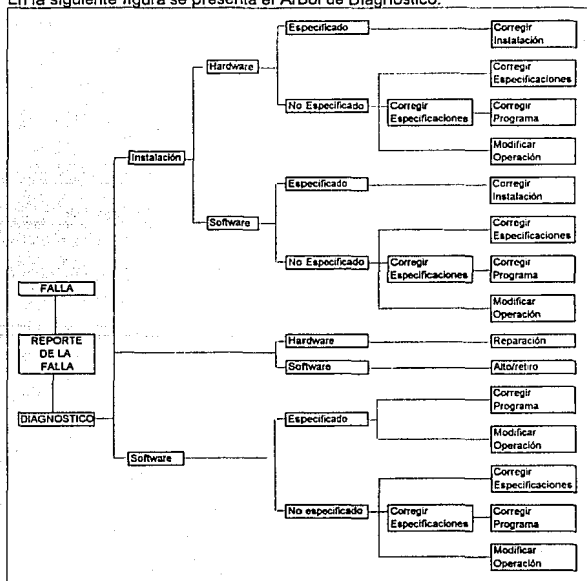 En la siguiente figura se presenta el Árbol de Diagnóstico.
Especificado
Corregir
Instalación
Hardware
Corregir
Especificaciones
No Especificado
Corregir
Especificaciones
Corregir
Programa
Modificar
Operación
Instalación
Especificado
Corregir
Instalación
Software
Corregir
Especificaciones
No Especificado
Corregir
Especificaciones
Corregir
Programa
Modificar
Operación
FALLA
REPORTE
DE LA
FALLA
Hardware
Reparación
Software
Alto/retiro
DIAGNOSTICO
Corregir
Programa
Especificado
Modificar
Operación
Software
Corregir
Especificaciones
No especificado
Corregir
Especificaciones
Corregir
Programa
Modificar
Operación